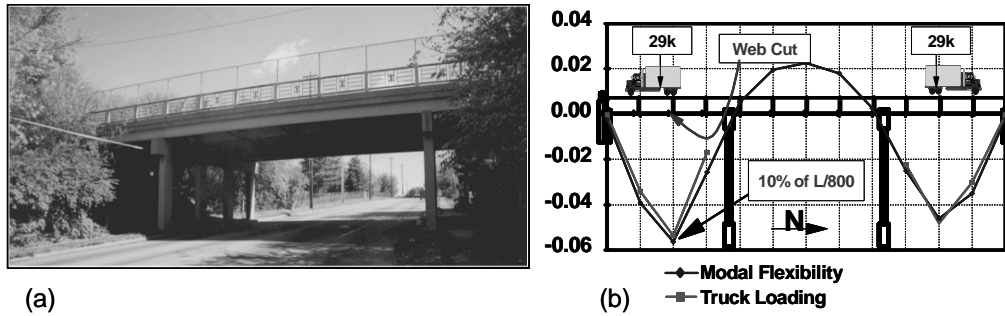 (a)
(b)
0.04
0.02
0.00
-0.02
-0.04
-0.06
29k
Web Cut
29k
10% of L/800
N
Modal Flexibility
Truck Loading